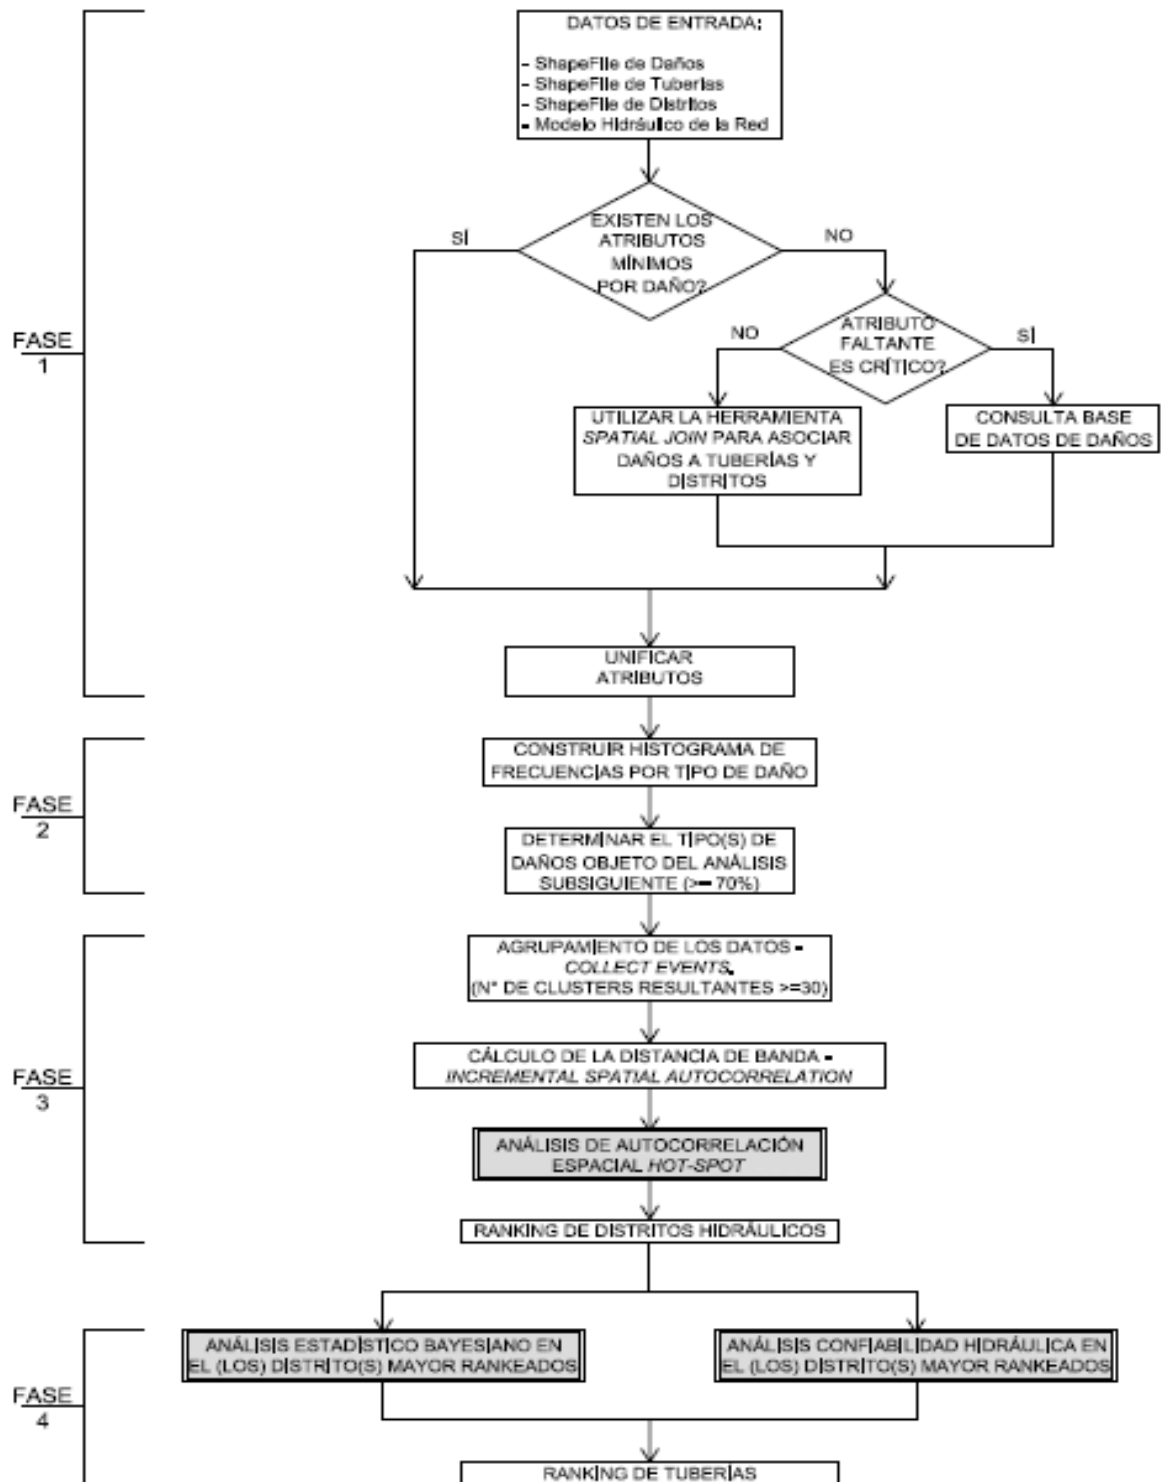 DATOS DE ENTRADA:
- ShapeFile de Daños
- ShapeFile de Tuberías
- ShapeFile de Distritos
- Modelo Hidráulico de la Red
EXISTEN LOS
ATRIBUTOS
MÍNIMOS
POR DAÑO?
SÍ
NO
ATRIBUTO
FALTANTE
ES CRÍTICO?
NO
SÍ
FASE
1
UTILIZAR LA HERRAMIENTA
SPATIAL JOIN PARA ASOCIAR
DAÑOS A TUBERÍAS Y
DISTRITOS
CONSULTA BASE
DE DATOS DE DAÑOS
UNIFICAR
ATRIBUTOS
CONSTRUIR HISTOGRAMA DE
FRECUENCIAS POR TIPO DE DAÑO
FASE
2
DETERMINAR EL TIPO(S) DE
DAÑOS OBJETO DEL ANÁLISIS
SUBSIGUIENTE (>= 70%)
AGRUPAMIENTO DE LOS DATOS -
COLLECT EVENTS.
(N° DE CLUSTERS RESULTANTES >=30)
CÁLCULO DE LA DISTANCIA DE BANDA -
INCREMENTAL SPATIAL AUTOCORRELATION
FASE
3
ANÁLISIS DE AUTOCORRELACIÓN
ESPACIAL HOT-SPOT
RANKING DE DISTRITOS HIDRÁULICOS
ANÁLISIS ESTADÍSTICO BAYESIANO EN
EL (LOS) DISTRITO(S) MAYOR RANKEADOS
ANÁLISIS CONFIABILIDAD HIDRÁULICA EN
EL (LOS) DISTRITO(S) MAYOR RANKEADOS
FASE
4
RANKING DE TUBERÍAS